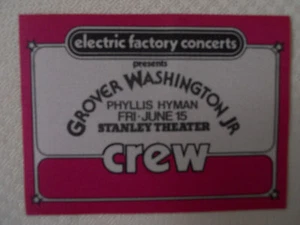 electric factory concerts
presents
GROVER WASHINGTON JR
PHYLLIS HYMAN
FRI·JUNE 15
STANLEY THEATER
crew